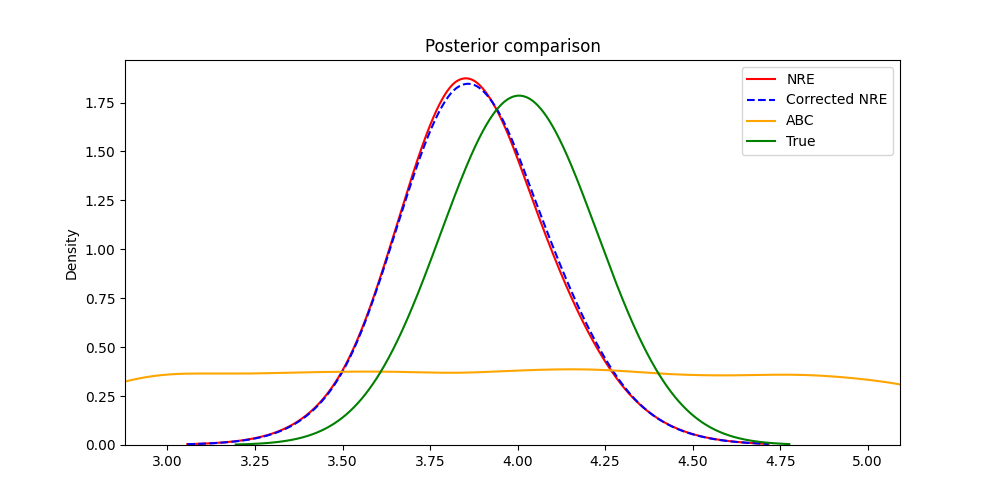 Posterior comparison
NRE
Corrected NRE
ABC
True
Density
1.75
1.50
1.25
1.00
0.75
0.50
0.25
0.00
3.00 3.25 3.50 3.75 4.00 4.25 4.50 4.75 5.00